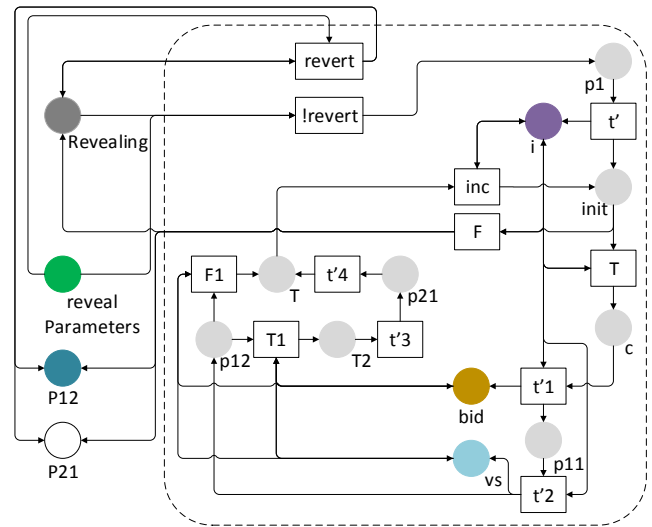 revert
p1
!revert
t'
Revealing
i
inc
init
F
T
F1
T
t'4
p21
reveal
Parameters
c
p12
T1
T2
t'3
P12
bid
t'1
P21
vs
p11
t'2